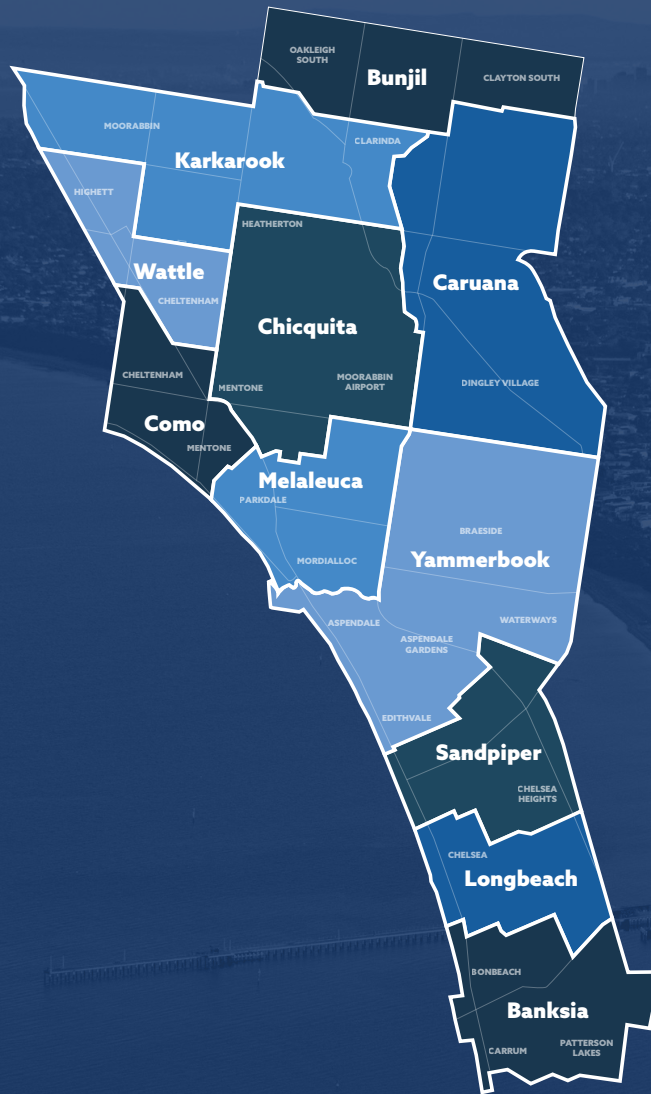 OAKLEIGH
SOUTH
Bunjil
CLAYTON SOUTH
MOORABBIN
Karkarook
CLARINDA
HIGHETT
HEATHERTON
Wattle
CHELTENHAM
Caruana
Chicquita
CHELTENHAM
MENTONE
MOORABBIN
AIRPORT
DINGLEY VILLAGE
Como
MENTONE
Melaleuca
PARKDALE
BRAESIDE
MORDIALLOC
Yammerbook
ASPENDALE
WATERWAYS
ASPENDALE
GARDENS
EDITHVALE
Sandpiper
CHELSEA
HEIGHTS
CHELSEA
Longbeach
BONBEACH
Banksia
CARRUM
PATTERSON
LAKES